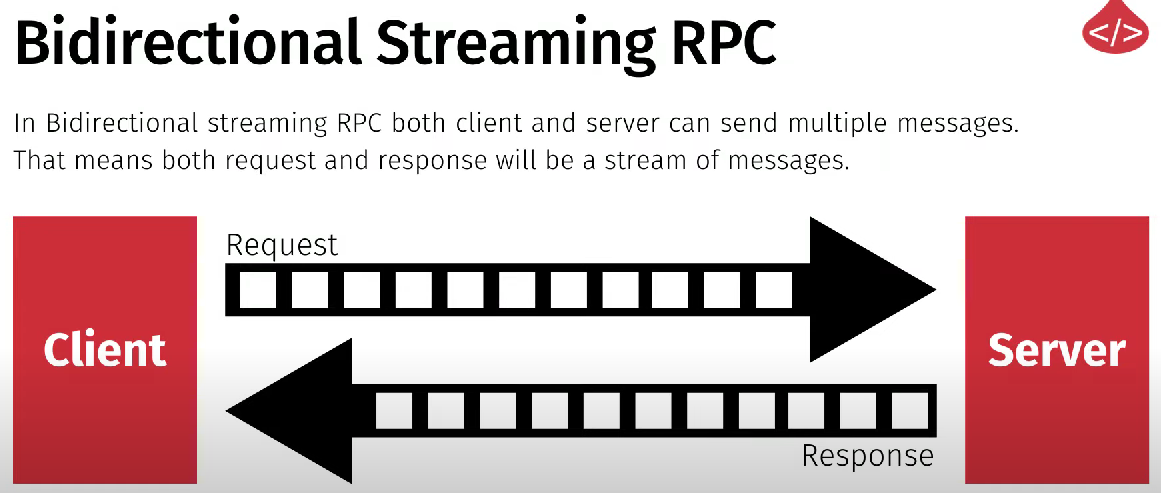 Bidirectional Streaming RPC
</>
In Bidirectional streaming RPC both client and server can send multiple messages.
That means both request and response will be a stream of messages.
Request
Client
Server
Response